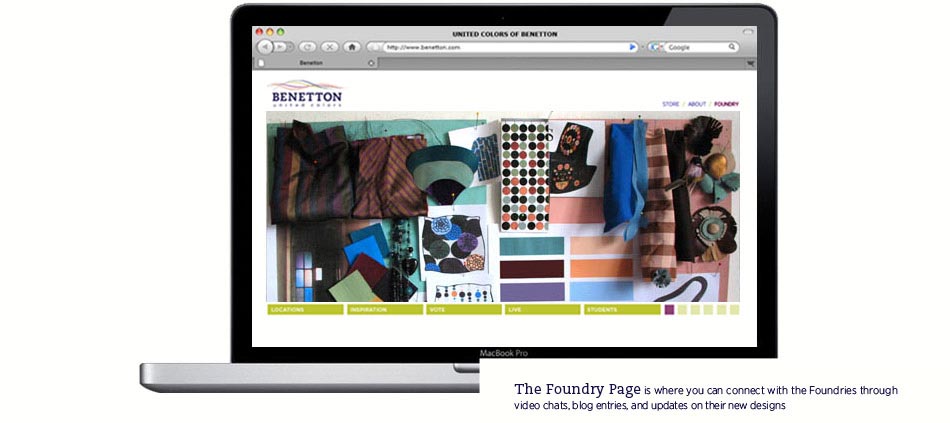 UNITED COLORS OF BENETTON
http://www.benetton.com
Google
Benetton
BENETTON
united colors
STORE / ABOUT / FOUNDRY
LOCATIONS
INSPIRATION
VOTE
LIVE
STUDENTS
MacBook Pro
The Foundry Page is where you can connect with the Foundries through
video chats, blog entries, and updates on their new designs